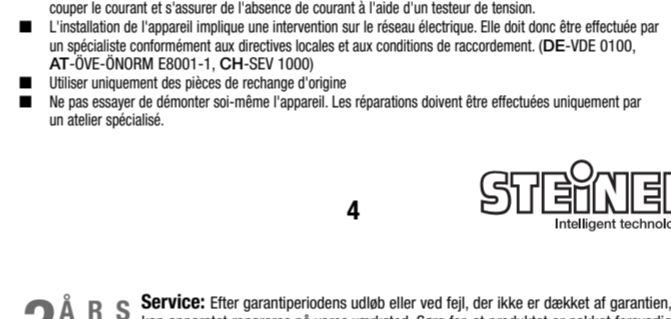 couper le courant et s'assurer de l'absence de courant à l'aide d'un testeur de tension.
■ L'installation de l'appareil implique une intervention sur le réseau électrique. Elle doit donc être effectuée par
un spécialiste conformément aux directives locales et aux conditions de raccordement. (DE-VDE 0100,
AT-ÖVE-ÖNORM E8001-1, CH-SEV 1000)
■ Utiliser uniquement des pièces de rechange d'origine
■ Ne pas essayer de démonter soi-même l'appareil. Les réparations doivent être effectuées uniquement par
un atelier spécialisé.
4
STEINE
Intelligent technolo
ÅRS Service: Efter garantiperiodens udløb eller ved fejl, der ikke er dækket af garantien,